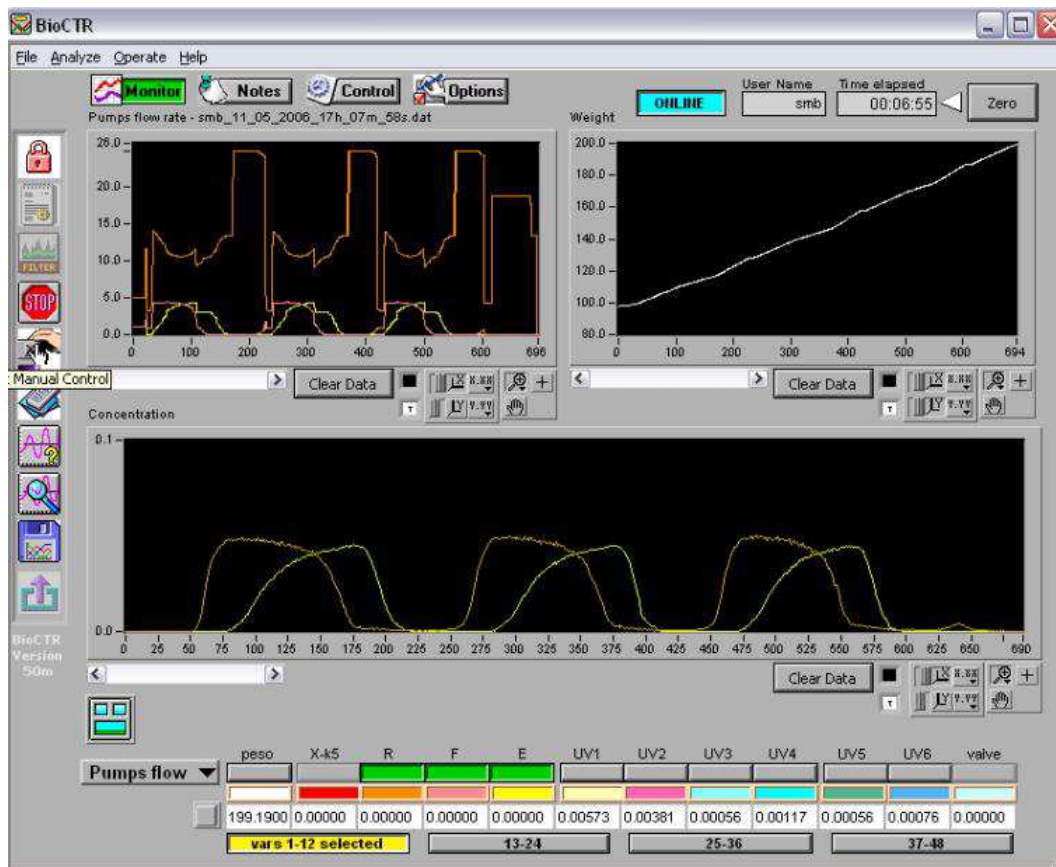 BioCTR
File Analyze Operate Help
Monitor Notes Control Options
ONLINE
User Name
smb
Time elapsed
00:06:55
Zero
Pumps flow rate - smb_11_05_2006_17h_07m_58s.dat
26.0
20.0
15.0
10.0
5.0
0.0
0 100 200 300 400 500 600 696
Clear Data
Weight
200.0
180.0
160.0
140.0
120.0
100.0
80.0
0 100 200 300 400 500 600 694
Clear Data
FILTER
STOP
Manual Control
Concentration
0.1
0.0
0 25 50 75 100 125 150 175 200 225 250 275 300 325 350 375 400 425 450 475 500 525 550 575 600 625 650 690
Clear Data
BioCTR
Version
50m
Pumps flow
peso X-k5 R F E UV1 UV2 UV3 UV4 UV5 UV6 valve
199.1900 0.00000 0.00000 0.00000 0.00000 0.00573 0.00381 0.00056 0.00117 0.00056 0.00076 0.00000
vars 1-12 selected 13-24 25-36 37-48